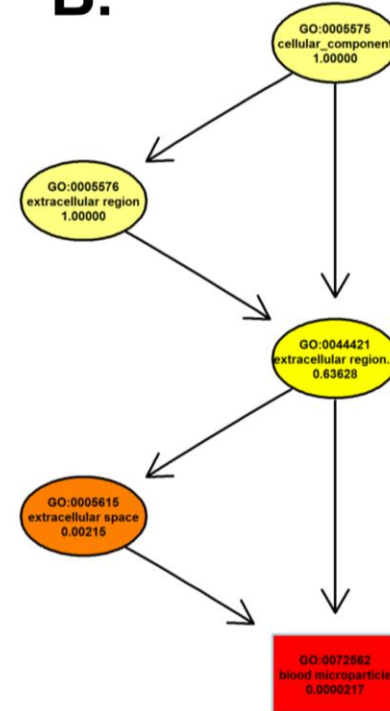 B.
GO:0005575
cellular_component
1.00000
GO:0005576
extracellular region
1.00000
GO:0044421
extracellular region.
0.63628
GO:0005615
extracellular space
0.00215
GO:0072562
blood microparticle
0.0000217